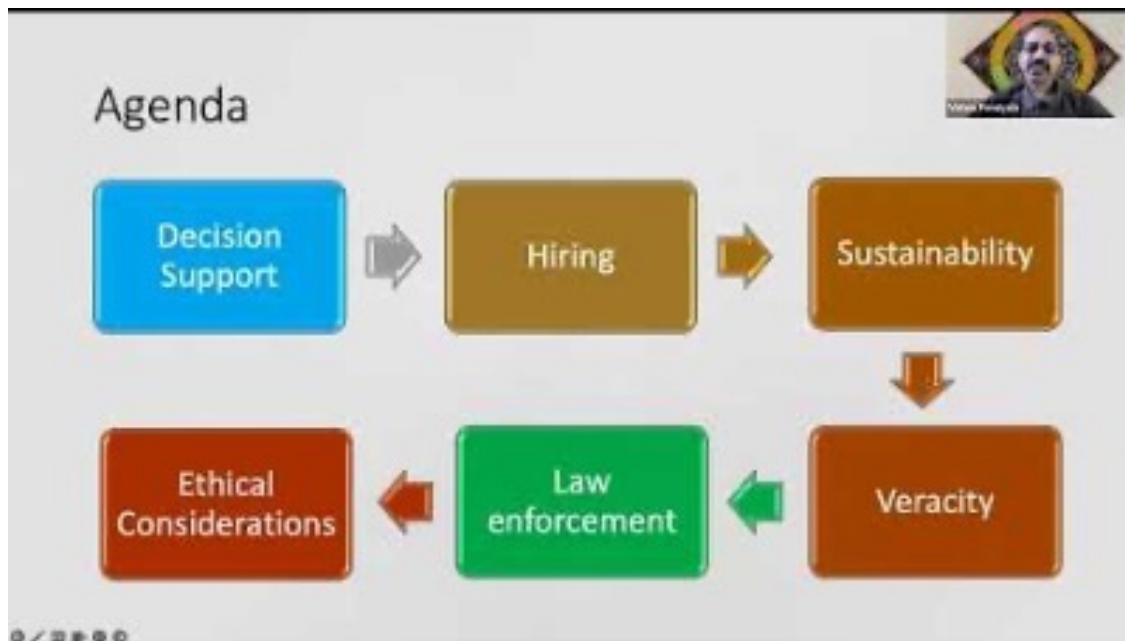 Agenda
Decision
Support
Hiring
Sustainability
Veracity
Law
enforcement
Ethical
Considerations